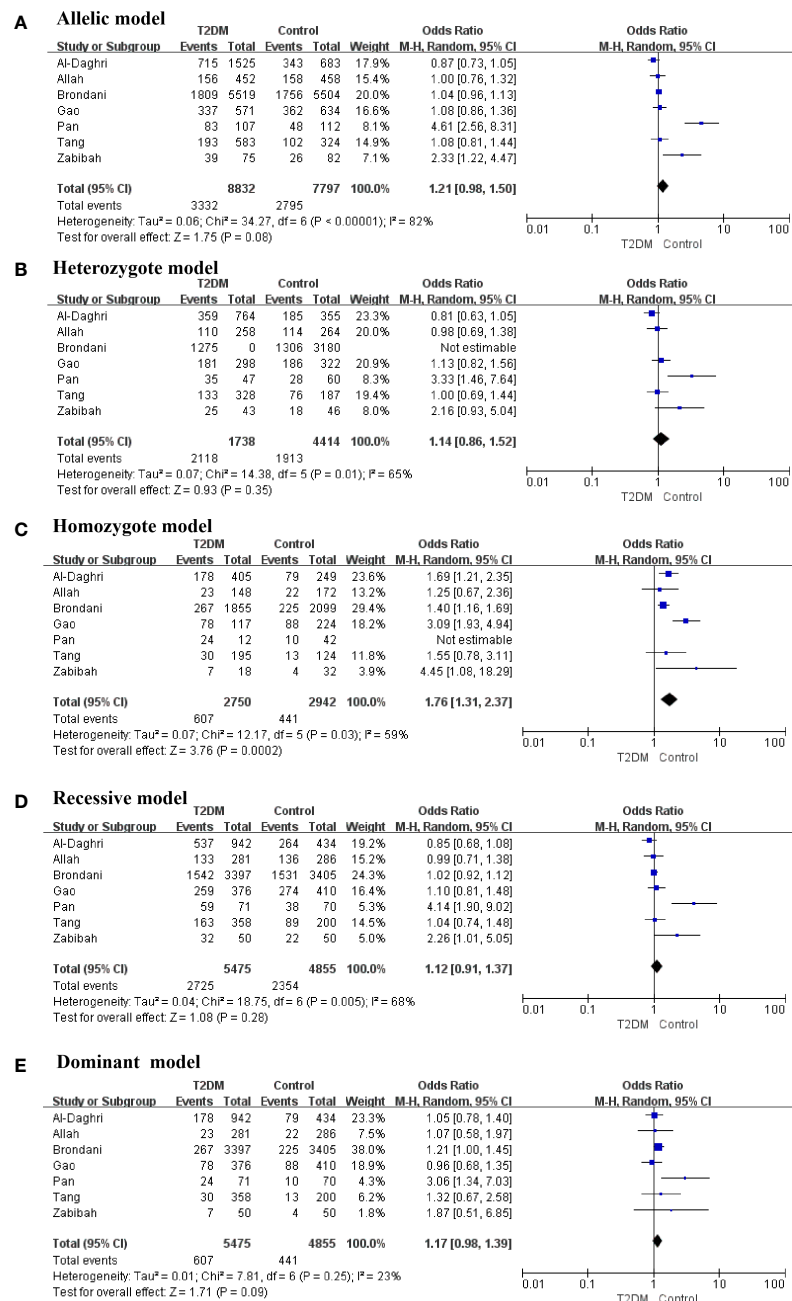 A Allelic model
T2DM Control Odds Ratio Odds Ratio
Study or Subgroup Events Total Events Total Weight M-H, Random, 95% CI M-H, Random, 95% CI
Al-Daghri 715 1525 343 683 17.9% 0.87 [0.73, 1.05]
Allah 156 452 158 458 15.4% 1.00 [0.76, 1.32]
Brondani 1809 5519 1756 5504 20.0% 1.04 [0.96, 1.13]
Gao 337 571 362 634 16.6% 1.08 [0.86, 1.36]
Pan 83 107 48 112 8.1% 4.61 [2.56, 8.31]
Tang 193 583 102 324 14.9% 1.08 [0.81, 1.44]
Zabibah 39 75 26 82 7.1% 2.33 [1.22, 4.47]
Total (95% CI) 8832 7797 100.0% 1.21 [0.98, 1.50]
Total events 3332 2795
Heterogeneity: Tau² = 0.06; Chi² = 34.27, df = 6 (P < 0.00001); I² = 82%
Test for overall effect: Z = 1.75 (P = 0.08)
0.01 0.1 1 10 100
T2DM Control
B Heterozygote model
T2DM Control Odds Ratio Odds Ratio
Study or Subgroup Events Total Events Total Weight M-H, Random, 95% CI M-H, Random, 95% CI
Al-Daghri 359 764 185 355 23.3% 0.81 [0.63, 1.05]
Allah 110 258 114 264 20.0% 0.98 [0.69, 1.38]
Brondani 1275 0 1306 3180 Not estimable
Gao 181 298 186 322 20.9% 1.13 [0.82, 1.56]
Pan 35 47 28 60 8.3% 3.33 [1.46, 7.64]
Tang 133 328 76 187 19.4% 1.00 [0.69, 1.44]
Zabibah 25 43 18 46 8.0% 2.16 [0.93, 5.04]
Total (95% CI) 1738 4414 100.0% 1.14 [0.86, 1.52]
Total events 2118 1913
Heterogeneity: Tau² = 0.07; Chi² = 14.38, df = 5 (P = 0.01); I² = 65%
Test for overall effect: Z = 0.93 (P = 0.35)
0.01 0.1 1 10 100
T2DM Control
C Homozygote model
T2DM Control Odds Ratio Odds Ratio
Study or Subgroup Events Total Events Total Weight M-H, Random, 95% CI M-H, Random, 95% CI
Al-Daghri 178 405 79 249 23.6% 1.69 [1.21, 2.35]
Allah 23 148 22 172 13.2% 1.25 [0.67, 2.36]
Brondani 267 1855 225 2099 29.4% 1.40 [1.16, 1.69]
Gao 78 117 88 224 18.2% 3.09 [1.93, 4.94]
Pan 24 12 10 42 Not estimable
Tang 30 195 13 124 11.8% 1.55 [0.78, 3.11]
Zabibah 7 18 4 32 3.9% 4.45 [1.08, 18.29]
Total (95% CI) 2750 2942 100.0% 1.76 [1.31, 2.37]
Total events 607 441
Heterogeneity: Tau² = 0.07; Chi² = 12.17, df = 5 (P = 0.03); I² = 59%
Test for overall effect: Z = 3.76 (P = 0.0002)
0.01 0.1 1 10 100
T2DM Control
D Recessive model
T2DM Control Odds Ratio Odds Ratio
Study or Subgroup Events Total Events Total Weight M-H, Random, 95% CI M-H, Random, 95% CI
Al-Daghri 537 942 264 434 19.2% 0.85 [0.68, 1.08]
Allah 133 281 136 286 15.2% 0.99 [0.71, 1.38]
Brondani 1542 3397 1531 3405 24.3% 1.02 [0.92, 1.12]
Gao 259 376 274 410 16.4% 1.10 [0.81, 1.48]
Pan 59 71 38 70 5.3% 4.14 [1.90, 9.02]
Tang 163 358 89 200 14.5% 1.04 [0.74, 1.48]
Zabibah 32 50 22 50 5.0% 2.26 [1.01, 5.05]
Total (95% CI) 5475 4855 100.0% 1.12 [0.91, 1.37]
Total events 2725 2354
Heterogeneity: Tau² = 0.04; Chi² = 18.75, df = 6 (P = 0.005); I² = 68%
Test for overall effect: Z = 1.08 (P = 0.28)
0.01 0.1 1 10 100
T2DM Control
E Dominant model
T2DM Control Odds Ratio Odds Ratio
Study or Subgroup Events Total Events Total Weight M-H, Random, 95% CI M-H, Random, 95% CI
Al-Daghri 178 942 79 434 23.3% 1.05 [0.78, 1.40]
Allah 23 281 22 286 7.5% 1.07 [0.58, 1.97]
Brondani 267 3397 225 3405 38.0% 1.21 [1.00, 1.45]
Gao 78 376 88 410 18.9% 0.96 [0.68, 1.35]
Pan 24 71 10 70 4.3% 3.06 [1.34, 7.03]
Tang 30 358 13 200 6.2% 1.32 [0.67, 2.58]
Zabibah 7 50 4 50 1.8% 1.87 [0.51, 6.85]
Total (95% CI) 5475 4855 100.0% 1.17 [0.98, 1.39]
Total events 607 441
Heterogeneity: Tau² = 0.01; Chi² = 7.81, df = 6 (P = 0.25); I² = 23%
Test for overall effect: Z = 1.71 (P = 0.09)
0.01 0.1 1 10 100
T2DM Control